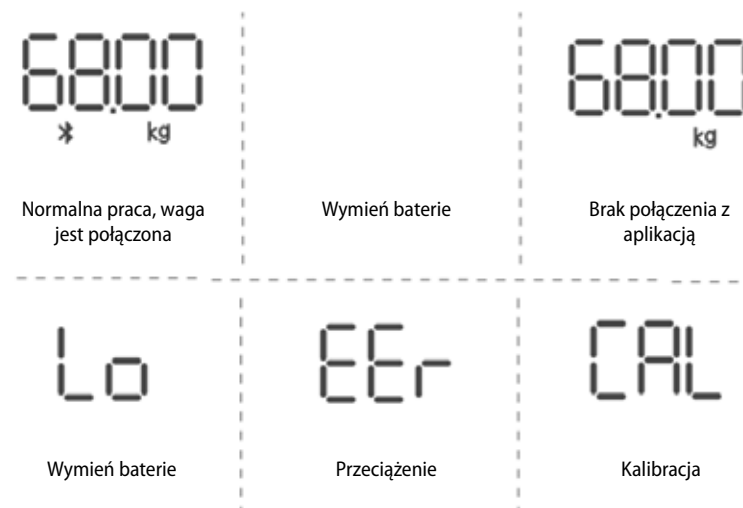 68.00
kg
Normalna praca, waga
jest połączona
Wymień baterie
68.00
kg
Brak połączenia z
aplikacją
Lo
Wymień baterie
EEr
Przeciążenie
CAL
Kalibracja